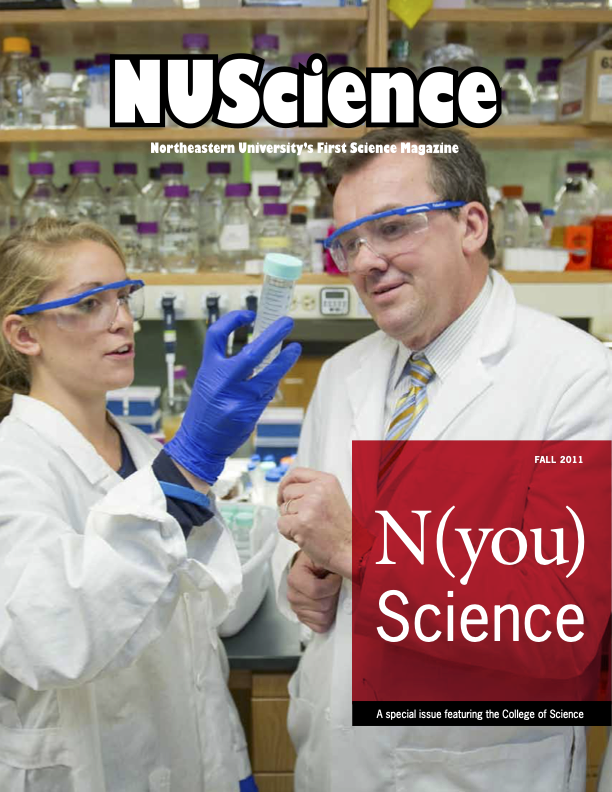 NUScience
Northeastern University's First Science Magazine
FALL 2011
N(you)
Science
A special issue featuring the College of Science